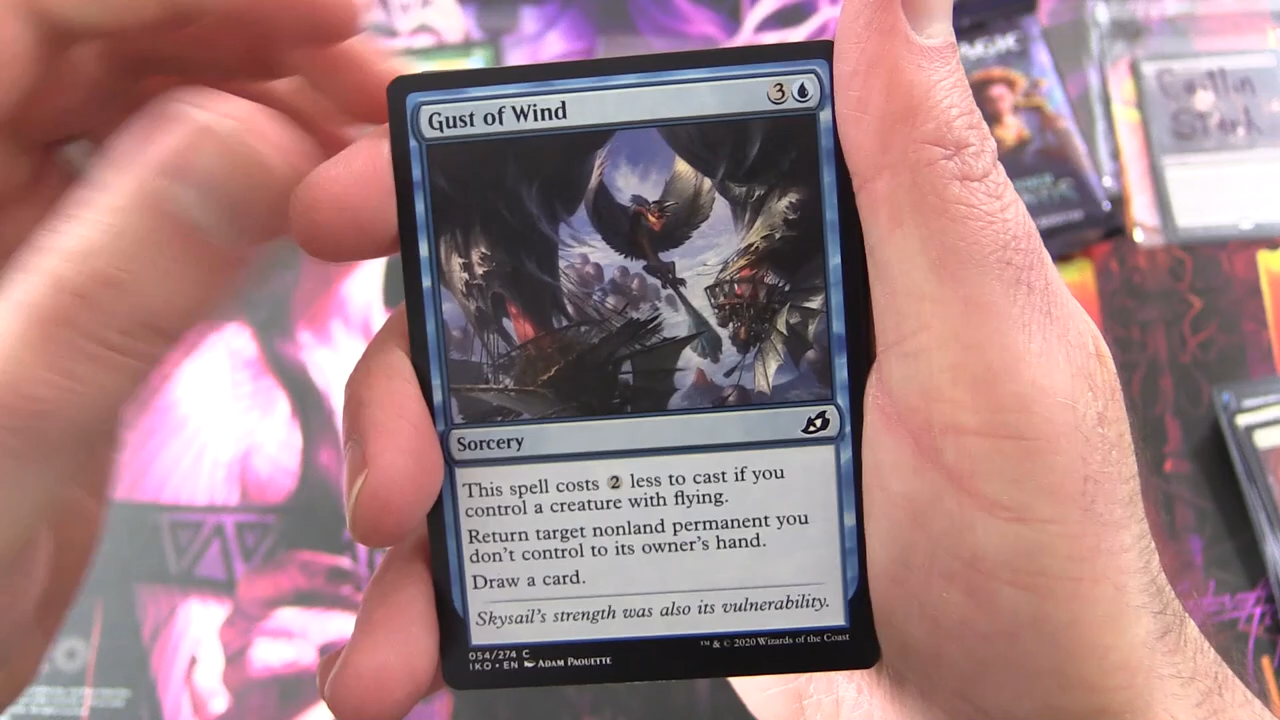 Gust of Wind
3
Sorcery
This spell costs 2 less to cast if you
control a creature with flying.
Return target nonland permanent you
don't control to its owner's hand.
Draw a card.
Skysail's strength was also its vulnerability.
054/274 C
™ & © 2020 Wizards of the Coast
IKO • EN Adam Paquette